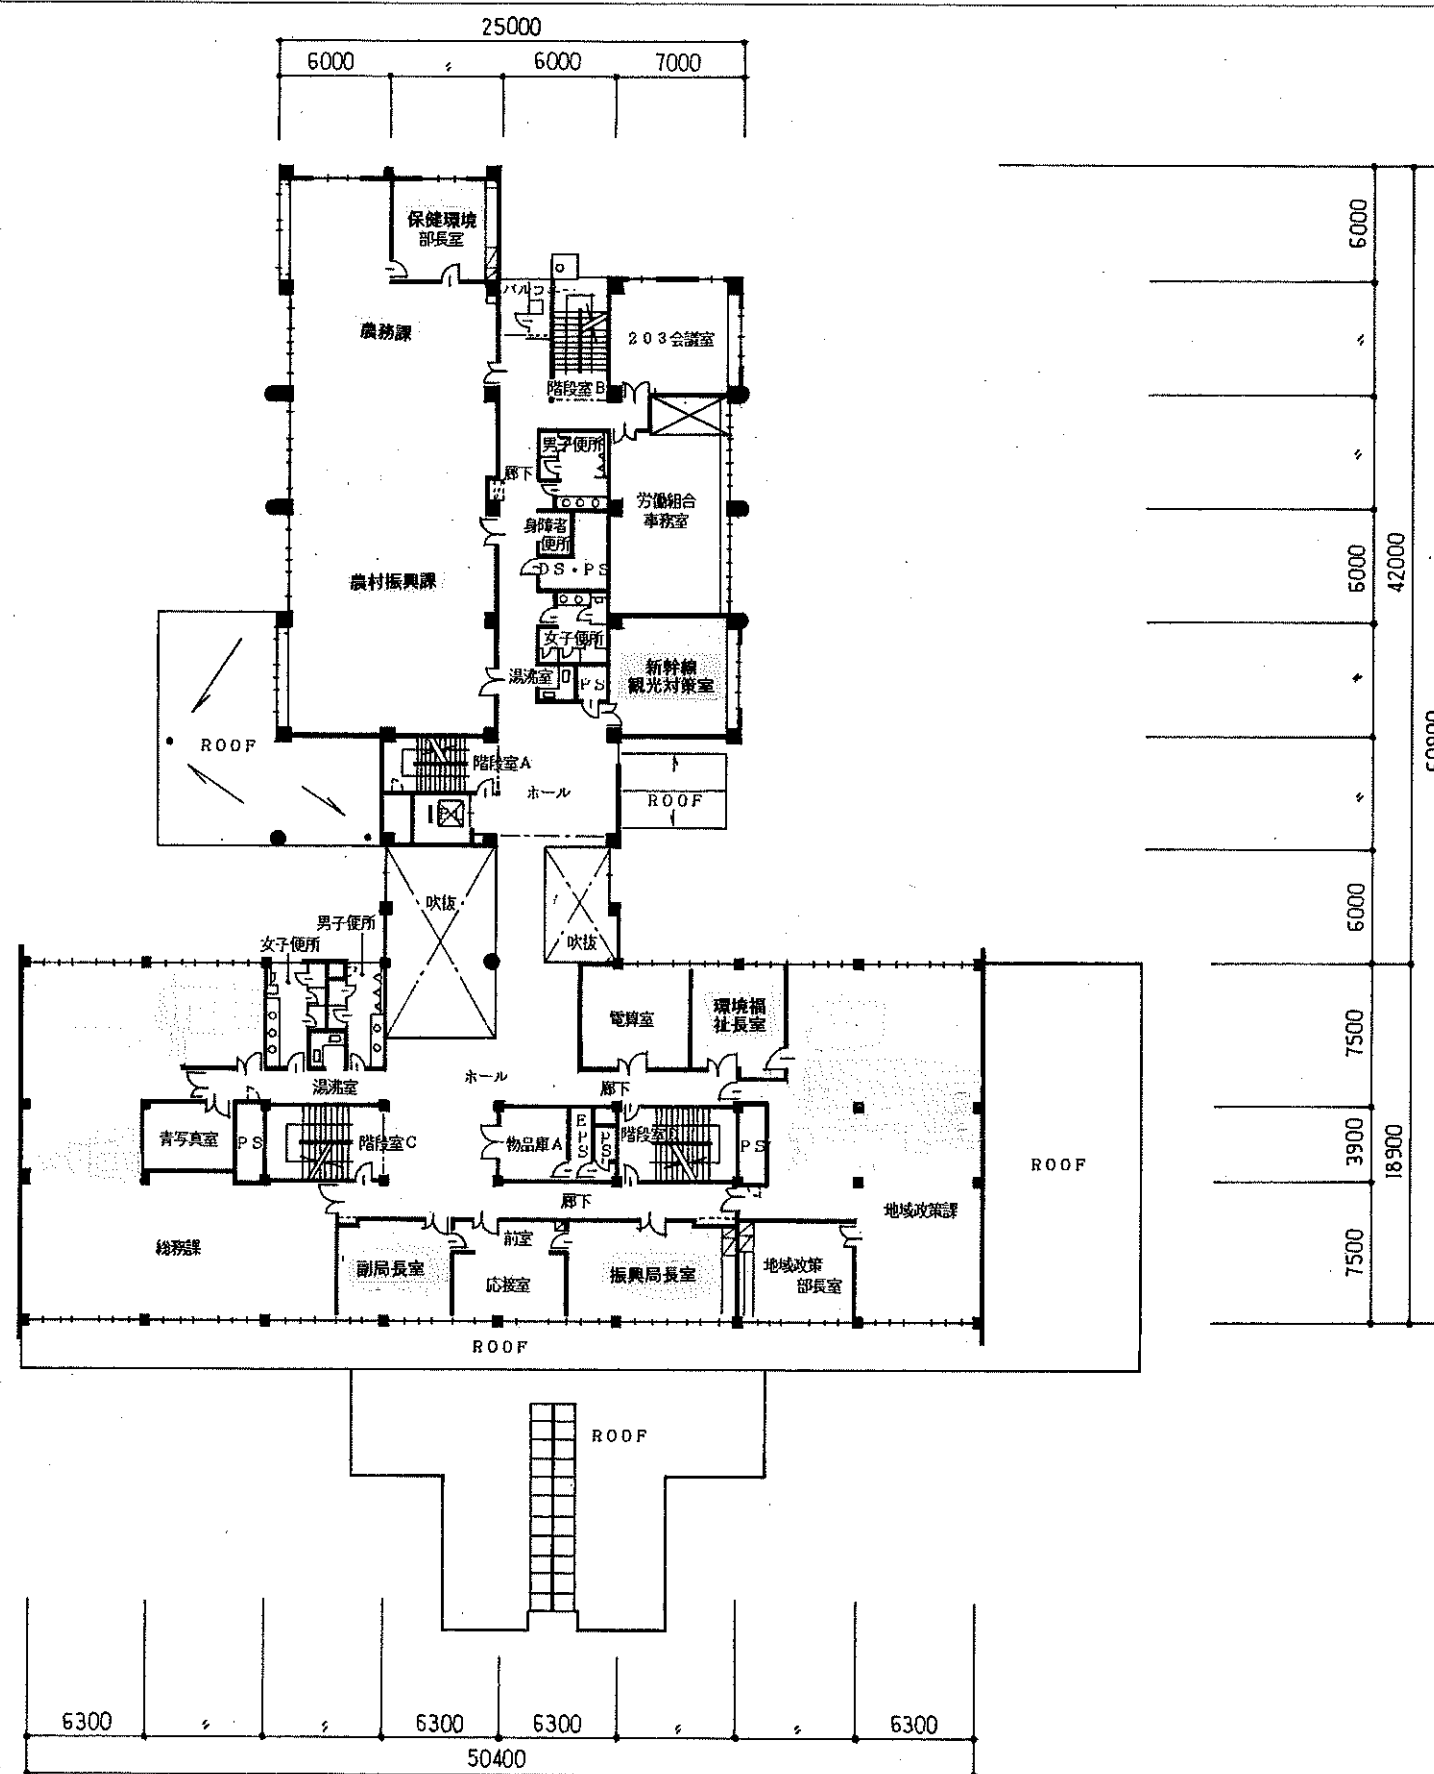 25000
6000
〃
6000
7000
保健環境
部長室
6000
バルコニー
農務課
203会議室
〃
階段室B
男子便所
廊下
〃
労働組合
事務室
身障者
便所
DS・PS
農村振興課
6000
42000
女子便所
湯沸室
PS
新幹線
観光対策室
〃
ROOF
階段室A
ホール
ROOF
〃
吹抜
吹抜
6000
男子便所
女子便所
電算室
環境福
祉長室
7500
ホール
廊下
湯沸室
青写真室
PS
階段室C
物品庫A
EPS
PS
階段室D
PS
3900
18900
ROOF
廊下
地域政策課
総務課
前室
副局長室
応接室
振興局長室
地域政策
部長室
7500
ROOF
ROOF
6300
〃
〃
6300
6300
〃
〃
6300
50400